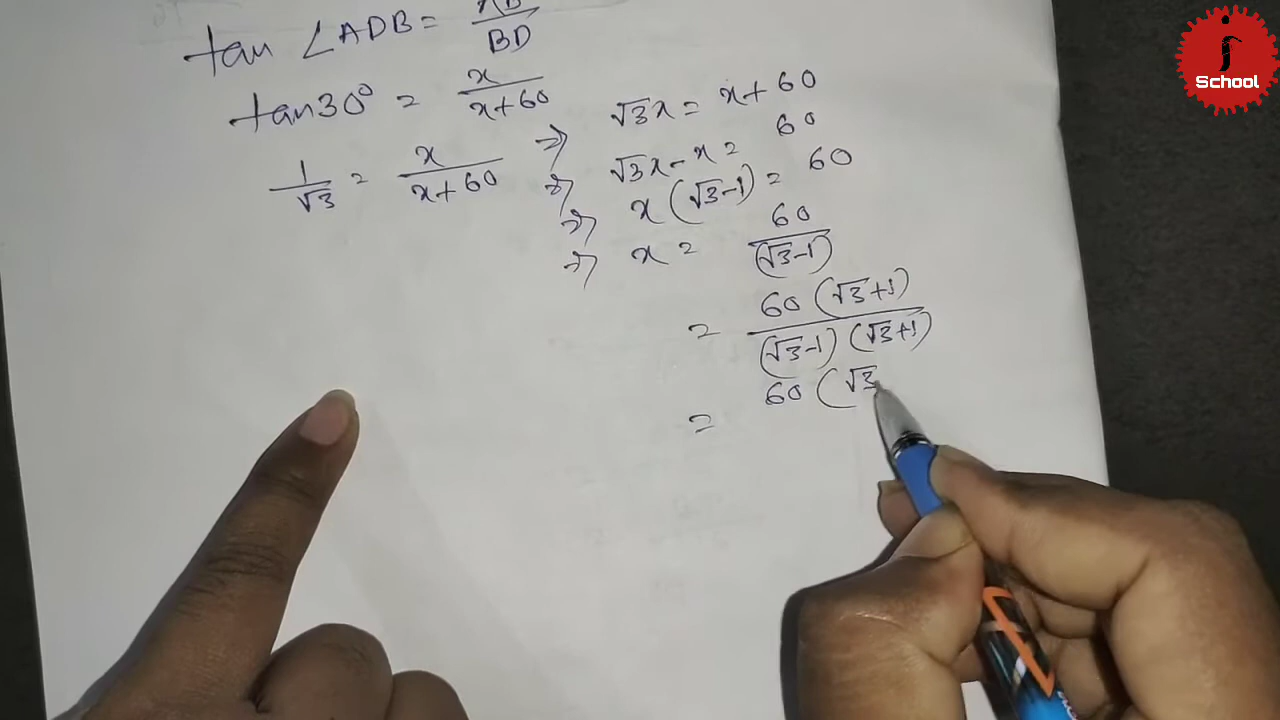 tan ∠ADB = AB/BD
tan30° = x/x+60
1/√3 = x/x+60
⇒ √3x = x+60
⇒ √3x - x = 60
⇒ x(√3-1) = 60
⇒ x = 60/(√3-1)
= 60(√3+1)/(√3-1)(√3+1)
= 60(√3
School